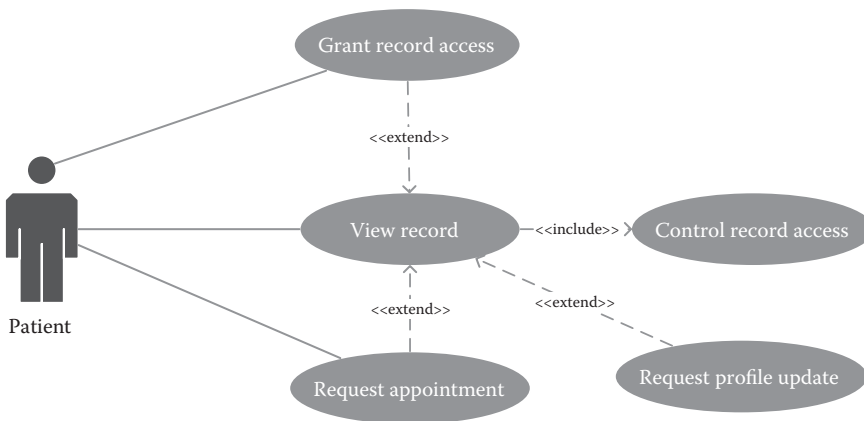 Grant record access
<<extend>>
View record
<<include>>
Control record access
<<extend>>
<<extend>>
Patient
Request appointment
Request profile update